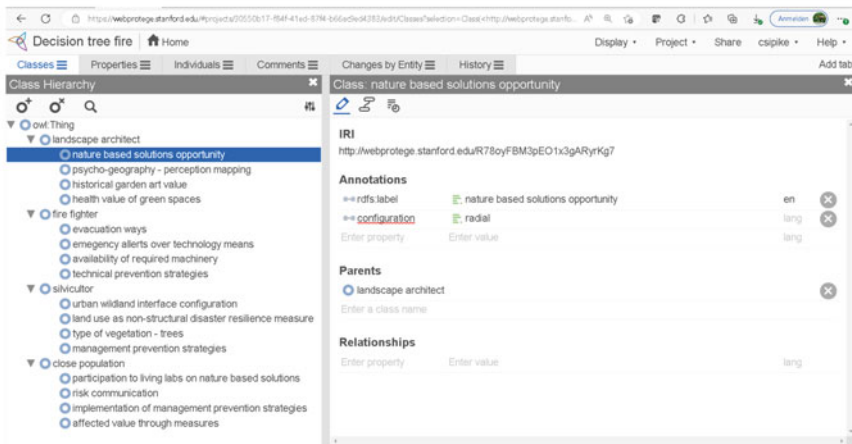 https://webprotege.stanford.edu/#projects/
Anmelden
Decision tree fire Home Display Project Share csipike Help
Classes Properties Individuals Comments Changes by Entity History Add tab
Class Hierarchy
owl:Thing
landscape architect
nature based solutions opportunity
psycho-geography - perception mapping
historical garden art value
health value of green spaces
fire fighter
evacuation ways
emegency allerts over technology means
availability of required machinery
technical prevention strategies
silvicultor
urban wildland interface configuration
land use as non-structural disaster resilience measure
type of vegetation - trees
management prevention strategies
close population
participation to living labs on nature based solutions
risk communication
implementation of management prevention strategies
affected value through measures
Class: nature based solutions opportunity
IRI
http://webprotege.stanford.edu/R78oyFBM3pEO1x3gARyrKg7
Annotations
rdfs:label nature based solutions opportunity en
configuration radial lang
Enter property Enter value lang
Parents
landscape architect
Enter a class name
Relationships
Enter property Enter value lang